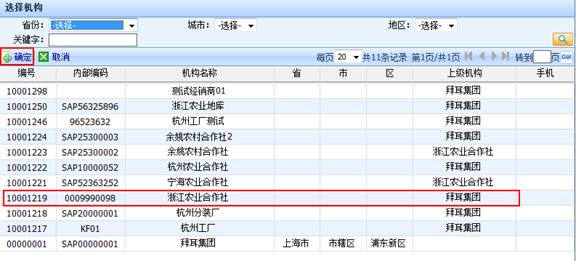 选择机构
省份： -选择- 城市： -选择- 地区： -选择-
关键字：
确定 取消 每页 20 共11条记录 第1页/共1页 转到 页 Go!
编号 内部编码 机构名称 省 市 区 上级机构 手机
10001298 测试经销商01 拜耳集团
10001250 SAP56325896 浙江农业地库 拜耳集团
10001246 96523632 杭州工厂测试 拜耳集团
10001224 SAP25300003 余姚农村合作社2 拜耳集团
10001223 SAP25300002 余姚农村合作社 浙江农业合作社
10001222 SAP10000052 杭州农业合作社 拜耳集团
10001221 SAP52363252 宁海农业合作社 浙江农业合作社
10001219 0009990098 浙江农业合作社 拜耳集团
10001218 SAP20000001 杭州分装厂 拜耳集团
10001217 KF01 杭州工厂 拜耳集团
00000001 SAP00000001 拜耳集团 上海市 市辖区 浦东新区